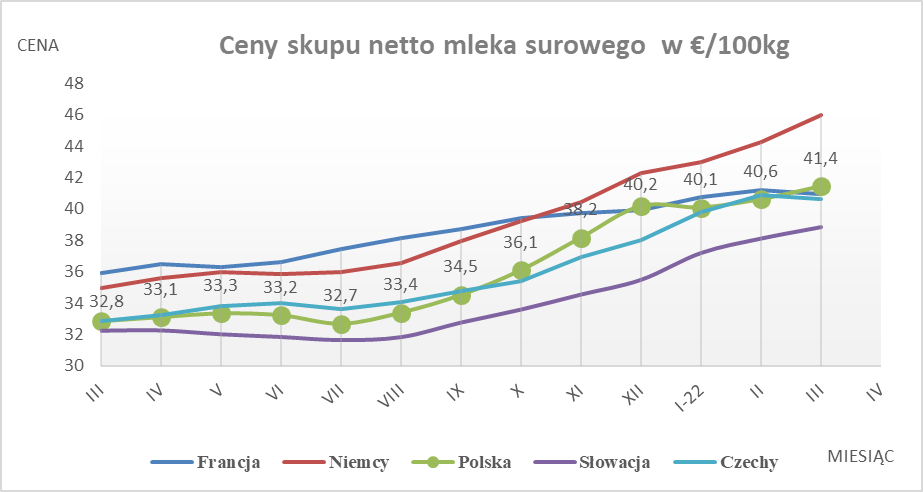 CENA
Ceny skupu netto mleka surowego w €/100kg
48
46
44
42
40
38
36
34
32
30
32,8
33,1
33,3
33,2
32,7
33,4
34,5
36,1
38,2
40,2
40,1
40,6
41,4
III
IV
V
VI
VII
VIII
IX
X
XI
XII
I-22
II
III
IV
Francja Niemcy Polska Słowacja Czechy
MIESIĄC